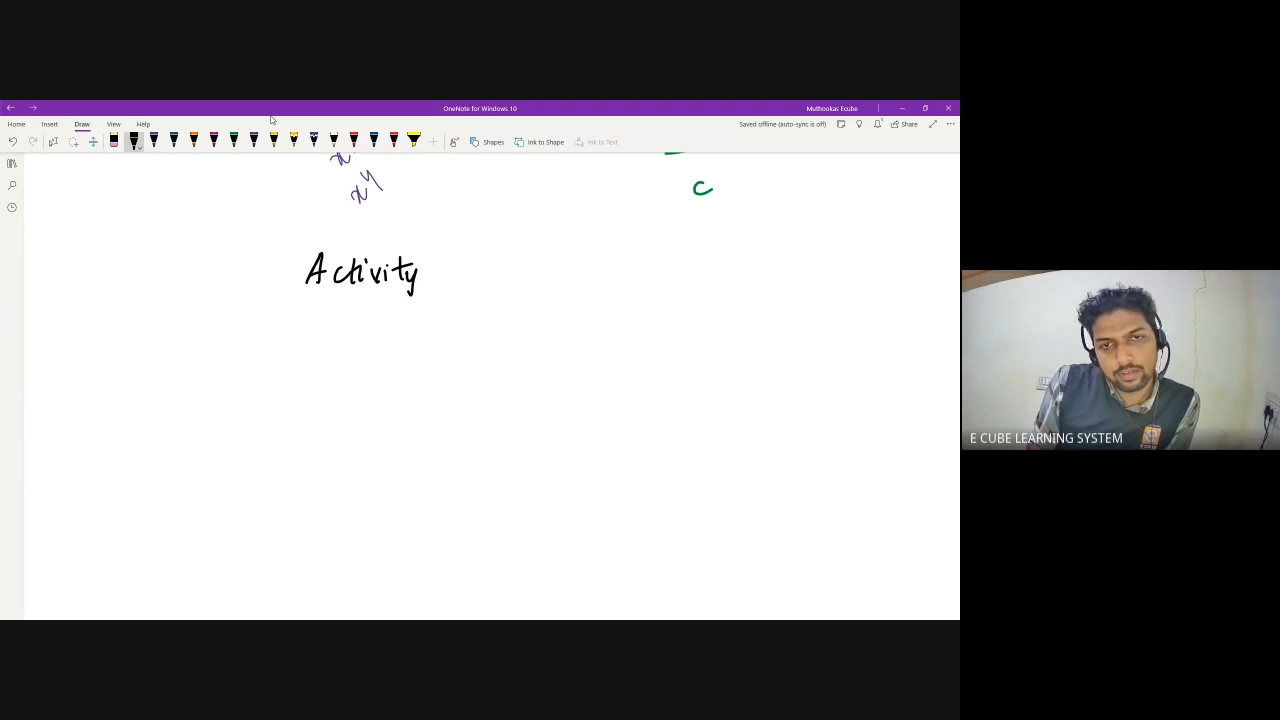 OneNote for Windows 10
Muthookas Ecube
Home Insert Draw View Help
Saved offline (auto-sync is off)
Share
Shapes
Ink to Shape
Ink to Text
x
x y
c
Activity
E CUBE LEARNING SYSTEM